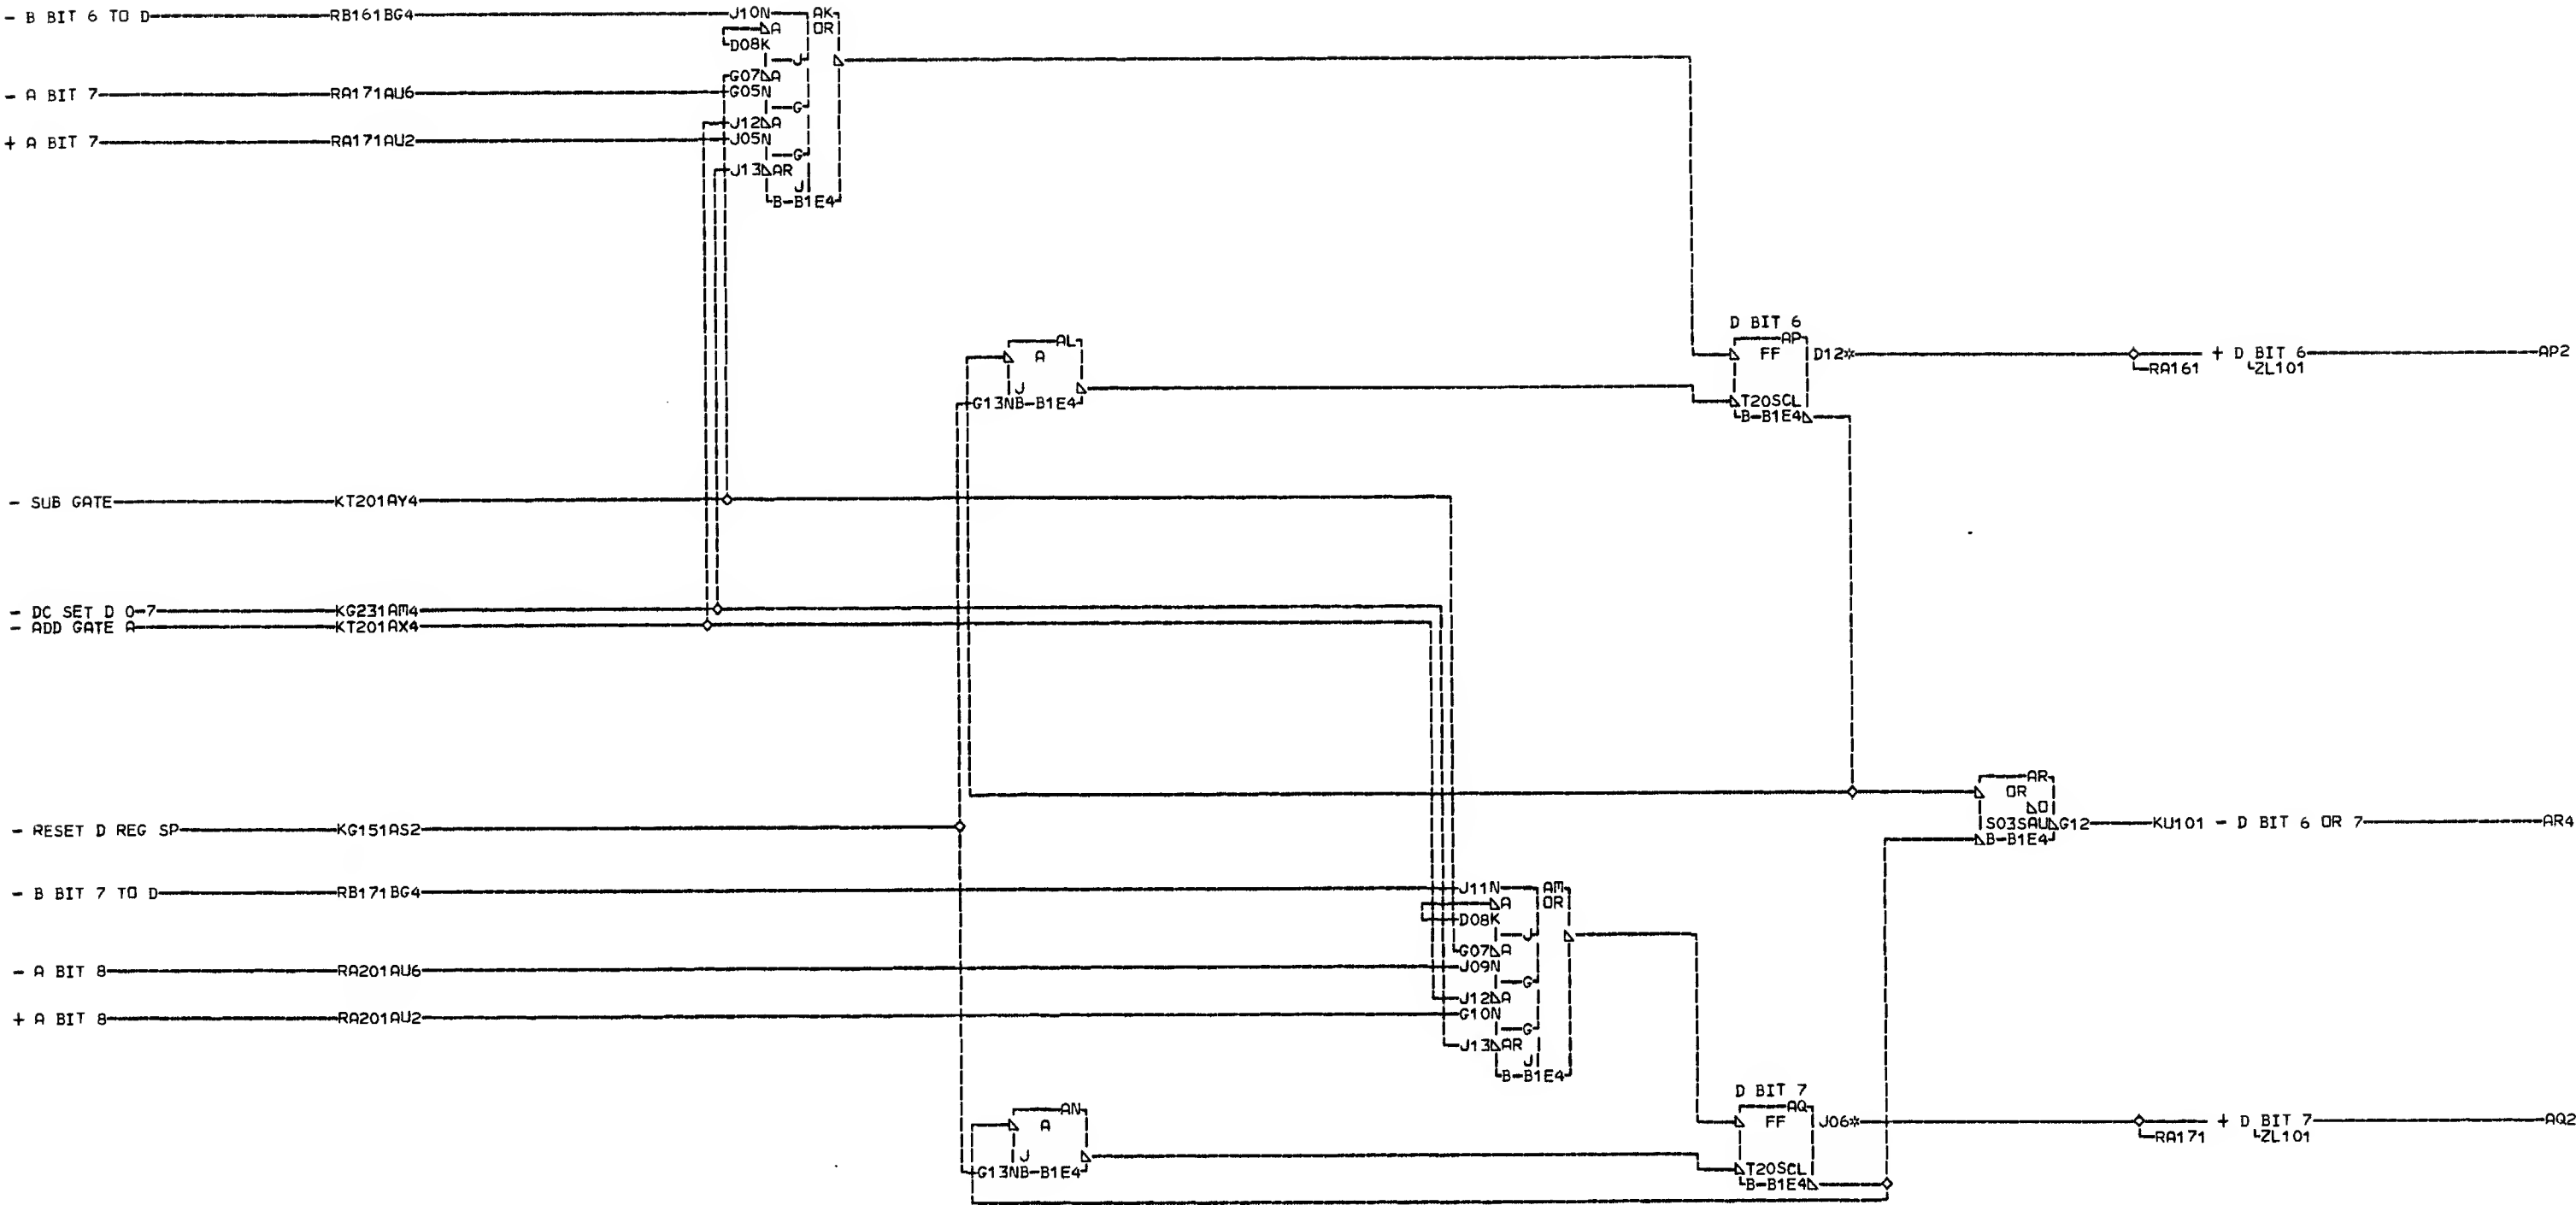 - B BIT 6 TO D RB161BG4 J10N AK
A OR
D08K
J
G07 A
- A BIT 7 RA171AU6 G05N
G
J12 A
+ A BIT 7 RA171AU2 J05N
G
J13 AR
J
B-B1E4
D BIT 6
AL AP
A FF D12* + D BIT 6 AP2
RA161 ZL101
J
G13NB-B1E4 T20SCL
B-B1E4
- SUB GATE KT201AY4
- DC SET D 0-7 KG231AM4
- ADD GATE A KT201AX4
AR
OR
O
- RESET D REG SP KG151AS2 S03SAU G12 KU101 - D BIT 6 OR 7 AR4
B-B1E4
- B BIT 7 TO D RB171BG4 J11N AM
A OR
D08K
J
G07 A
- A BIT 8 RA201AU6 J09N
G
J12 A
+ A BIT 8 RA201AU2 G10N
G
J13 AR
J
B-B1E4
D BIT 7
AN AQ
A FF J06* + D BIT 7 AQ2
RA171 ZL101
J
G13NB-B1E4 T20SCL
B-B1E4